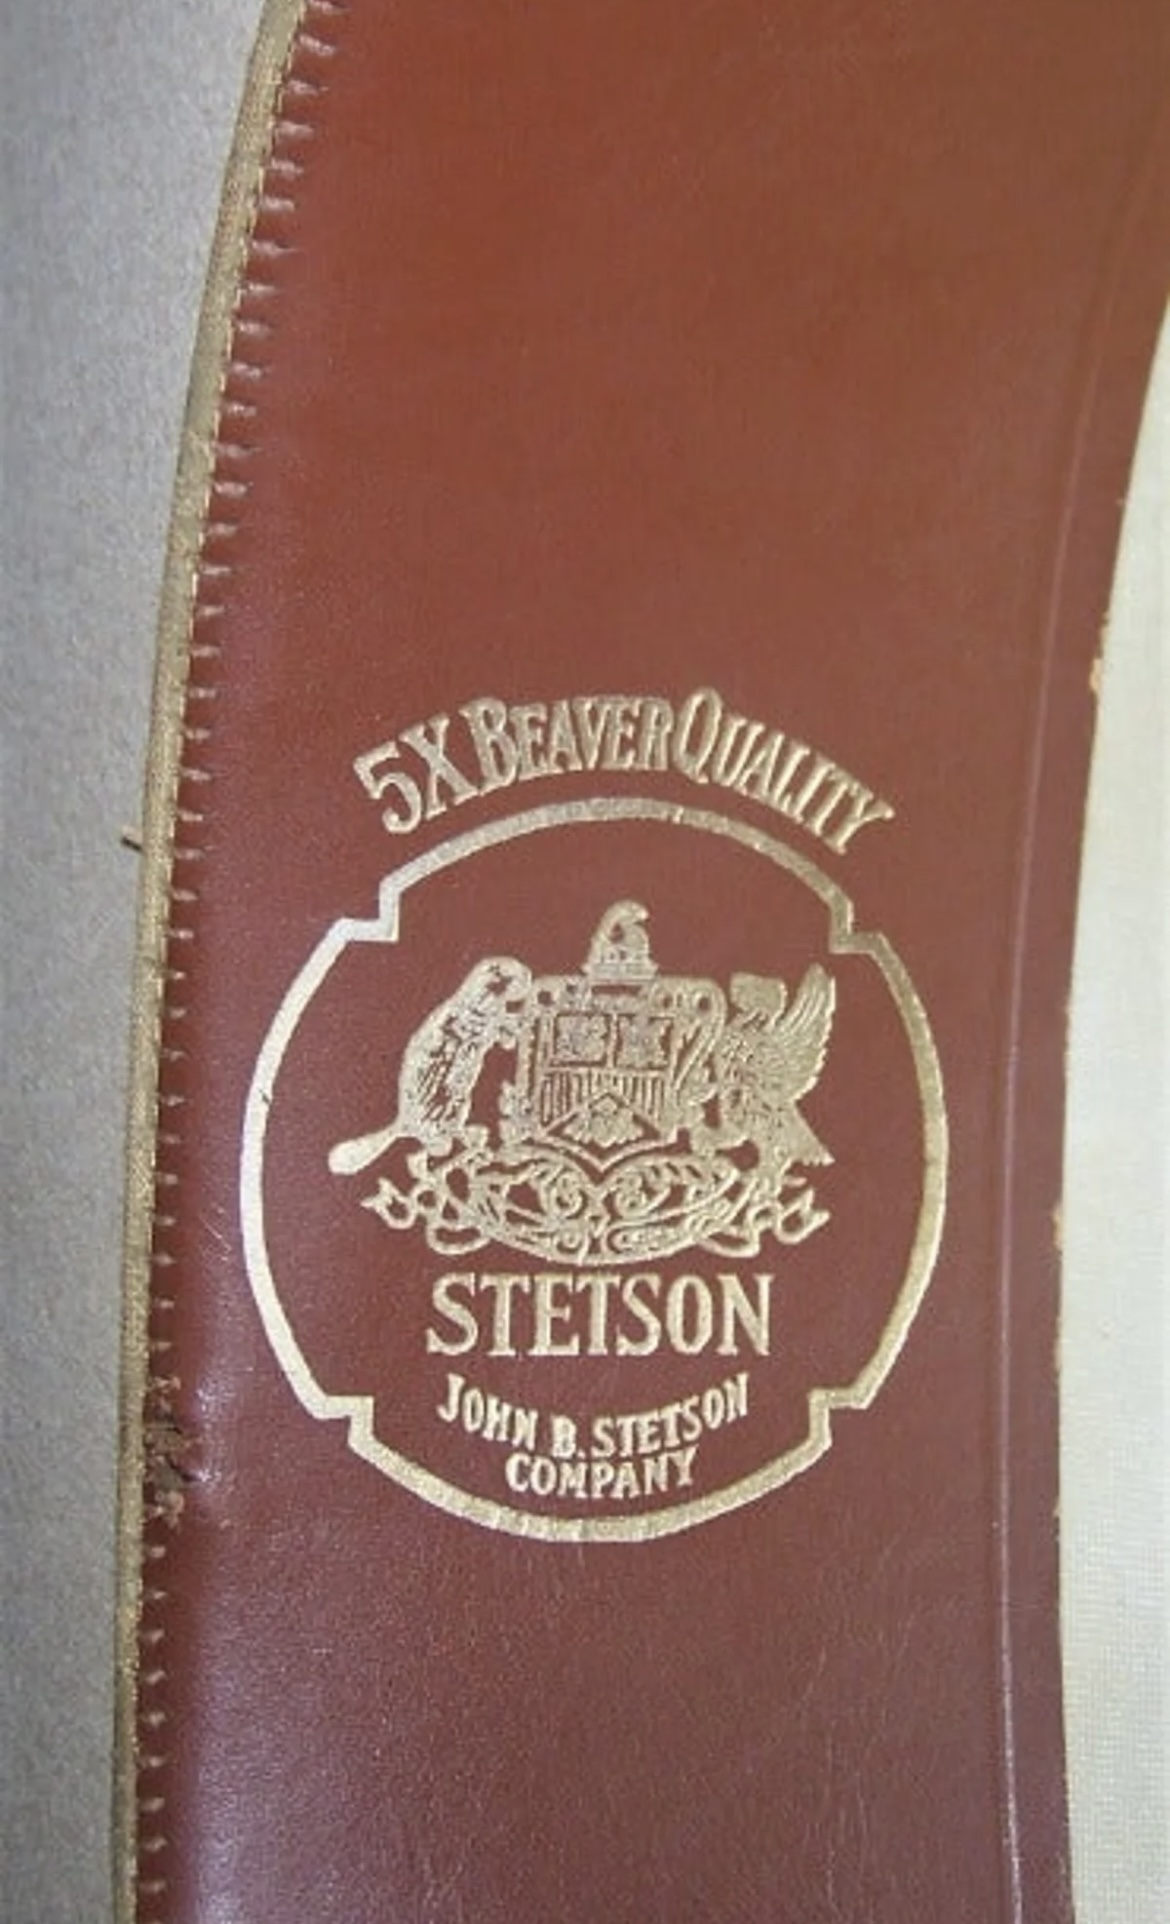 5X BEAVER QUALITY
STETSON
JOHN B. STETSON
COMPANY